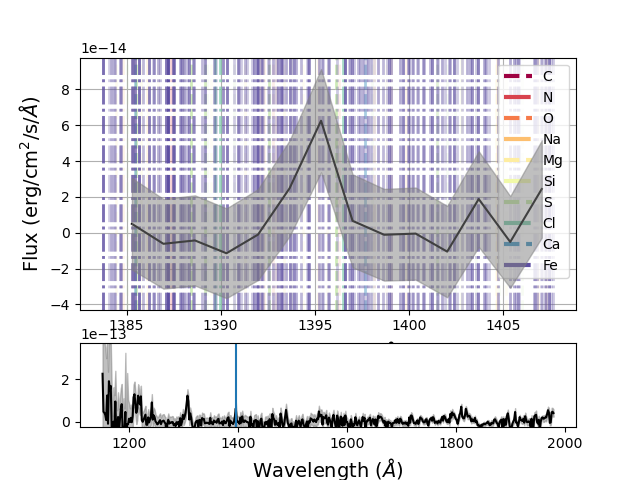 1e−14
Flux (erg/cm²/s/Å)
8
6
4
2
0
−2
−4
C
N
O
Na
Mg
Si
S
Cl
Ca
Fe
1385
1390
1395
1400
1405
1e−13
2
0
1200
1400
1600
1800
2000
Wavelength (Å)